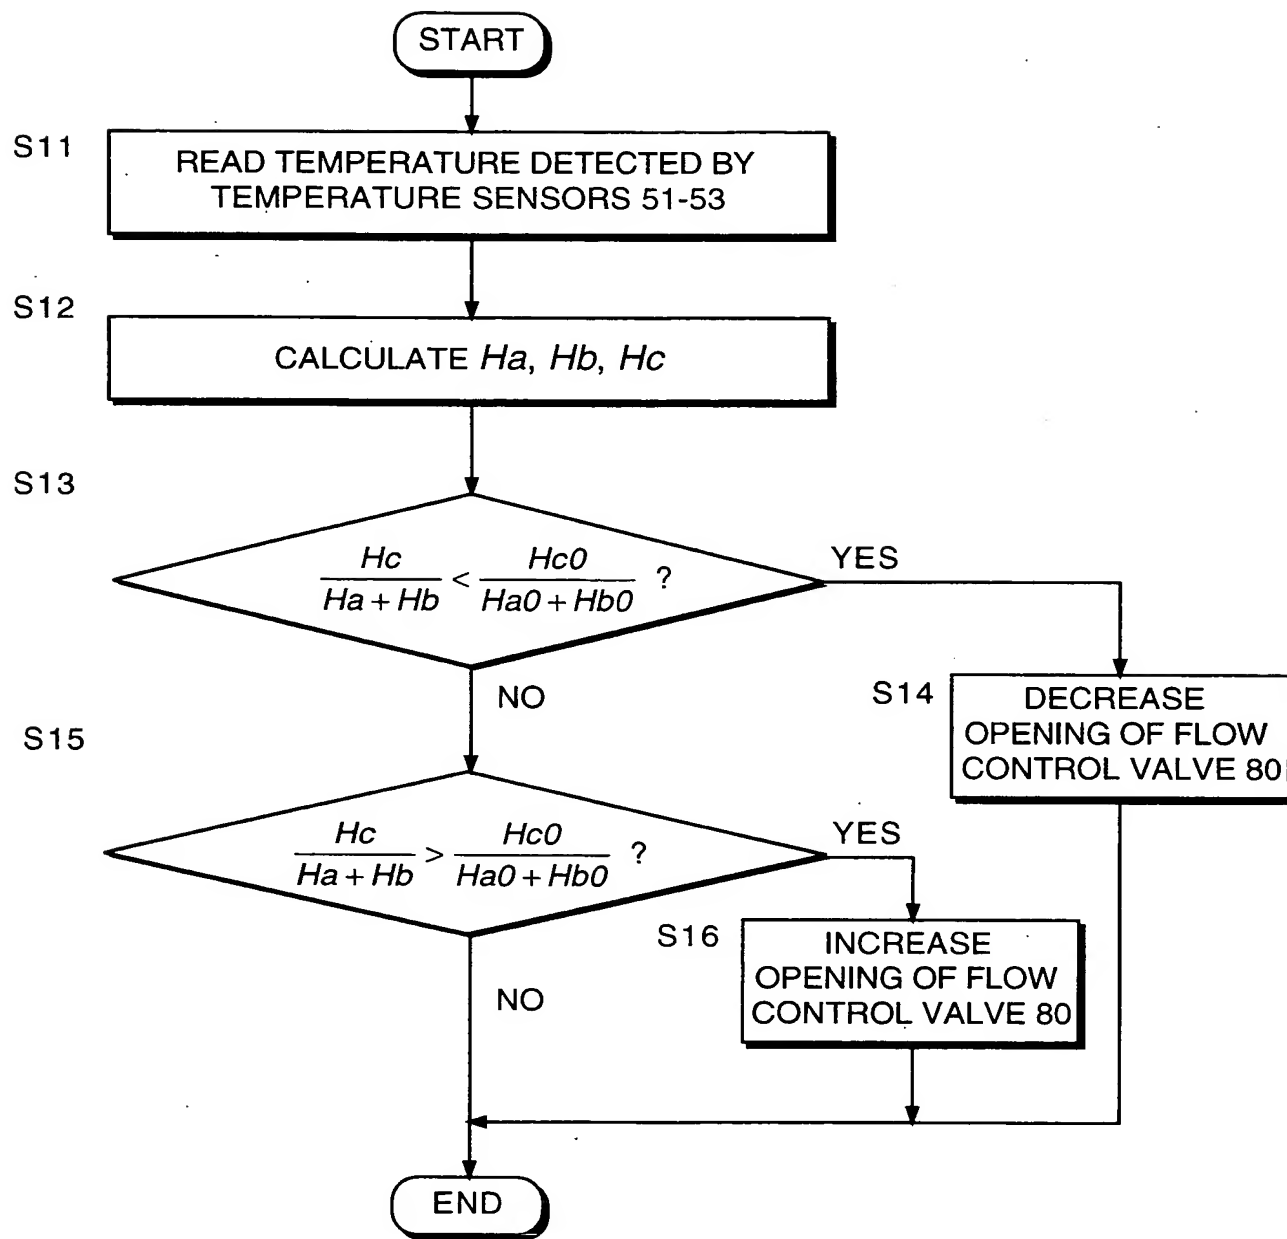 START
S11
READ TEMPERATURE DETECTED BY
TEMPERATURE SENSORS 51-53
S12
CALCULATE Ha, Hb, Hc
S13
Hc / Ha + Hb < Hc0 / Ha0 + Hb0 ?
YES
NO
S14
DECREASE
OPENING OF FLOW
CONTROL VALVE 80
S15
Hc / Ha + Hb > Hc0 / Ha0 + Hb0 ?
YES
NO
S16
INCREASE
OPENING OF FLOW
CONTROL VALVE 80
END